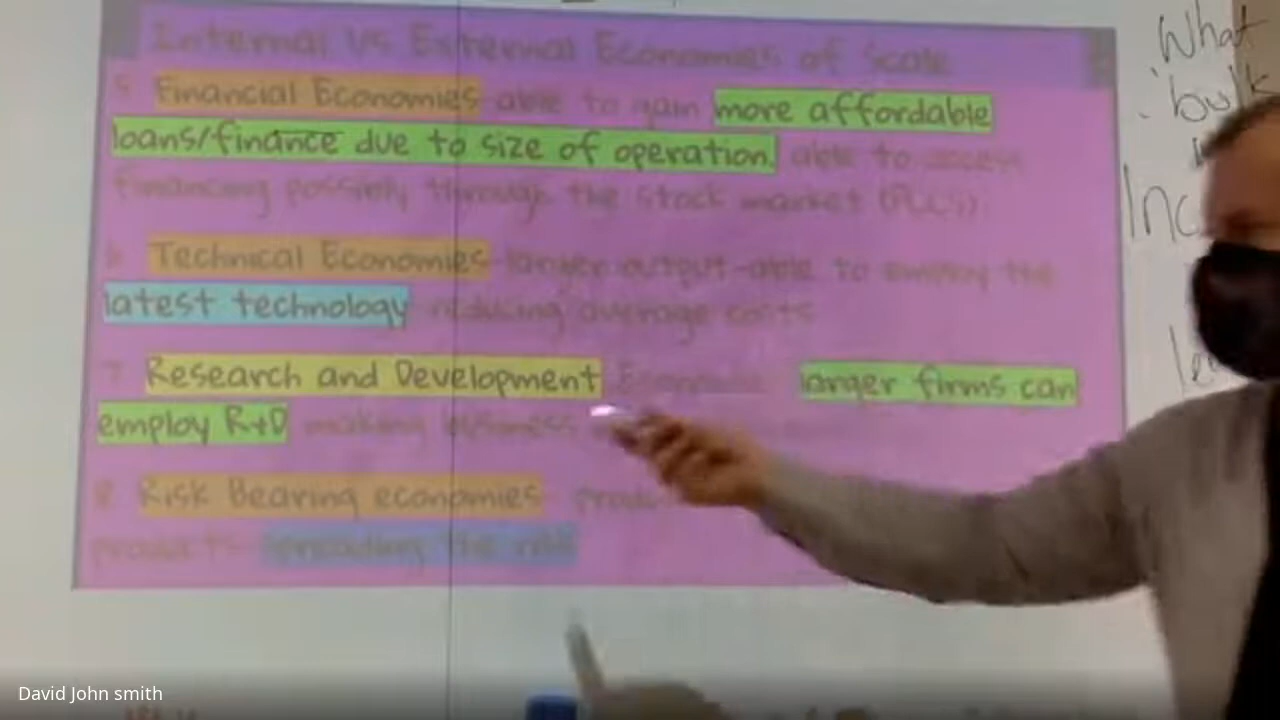 Internal Vs External Economies of Scale
5 Financial Economies able to gain more affordable
loans/finance due to size of operation, able to access
financing possibly through the stock market (PLC's).
6 Technical Economies-larger output-able to employ the
latest technology reducing average costs
7 Research and Development larger firms can
employ R+D making business
8 Risk Bearing economies
products spreading the risk
What
bulk
Inc
David John smith